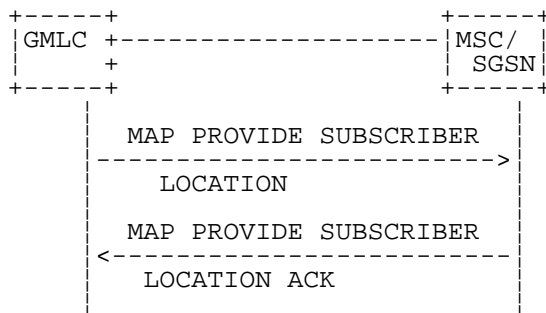 GMLC MSC/
SGSN
MAP PROVIDE SUBSCRIBER
LOCATION
MAP PROVIDE SUBSCRIBER
LOCATION ACK